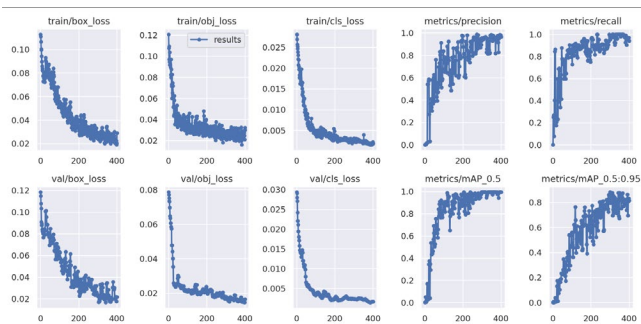 train/box_loss
train/obj_loss
train/cls_loss
metrics/precision
metrics/recall
results
0.10
0.08
0.06
0.04
0.02
0 200 400
0.12
0.10
0.08
0.06
0.04
0.02
0 200 400
0.025
0.020
0.015
0.010
0.005
0 200 400
1.0
0.8
0.6
0.4
0.2
0.0
0 200 400
1.0
0.8
0.6
0.4
0.2
0.0
0 200 400
val/box_loss
val/obj_loss
val/cls_loss
metrics/mAP_0.5
metrics/mAP_0.5:0.95
0.12
0.10
0.08
0.06
0.04
0.02
0 200 400
0.08
0.06
0.04
0.02
0 200 400
0.030
0.025
0.020
0.015
0.010
0.005
0 200 400
1.0
0.8
0.6
0.4
0.2
0.0
0 200 400
0.8
0.6
0.4
0.2
0.0
0 200 400